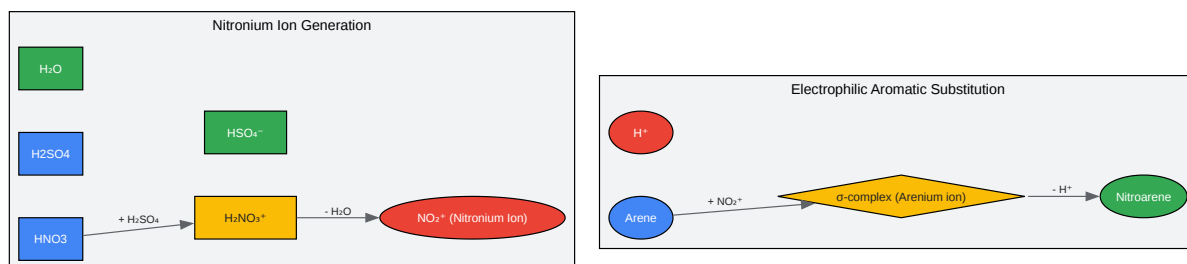 Nitronium Ion Generation
H₂O
H2SO4
HSO₄⁻
HNO3
+ H₂SO₄
H₂NO₃⁺
- H₂O
NO₂⁺ (Nitronium Ion)
Electrophilic Aromatic Substitution
H⁺
Arene
+ NO₂⁺
σ-complex (Arenium ion)
- H⁺
Nitroarene